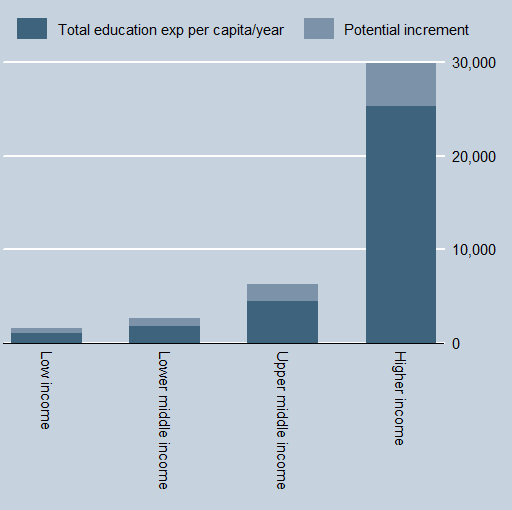 Total education exp per capita/year
Potential increment
30,000
20,000
10,000
0
Low income
Lower middle income
Upper middle income
Higher income